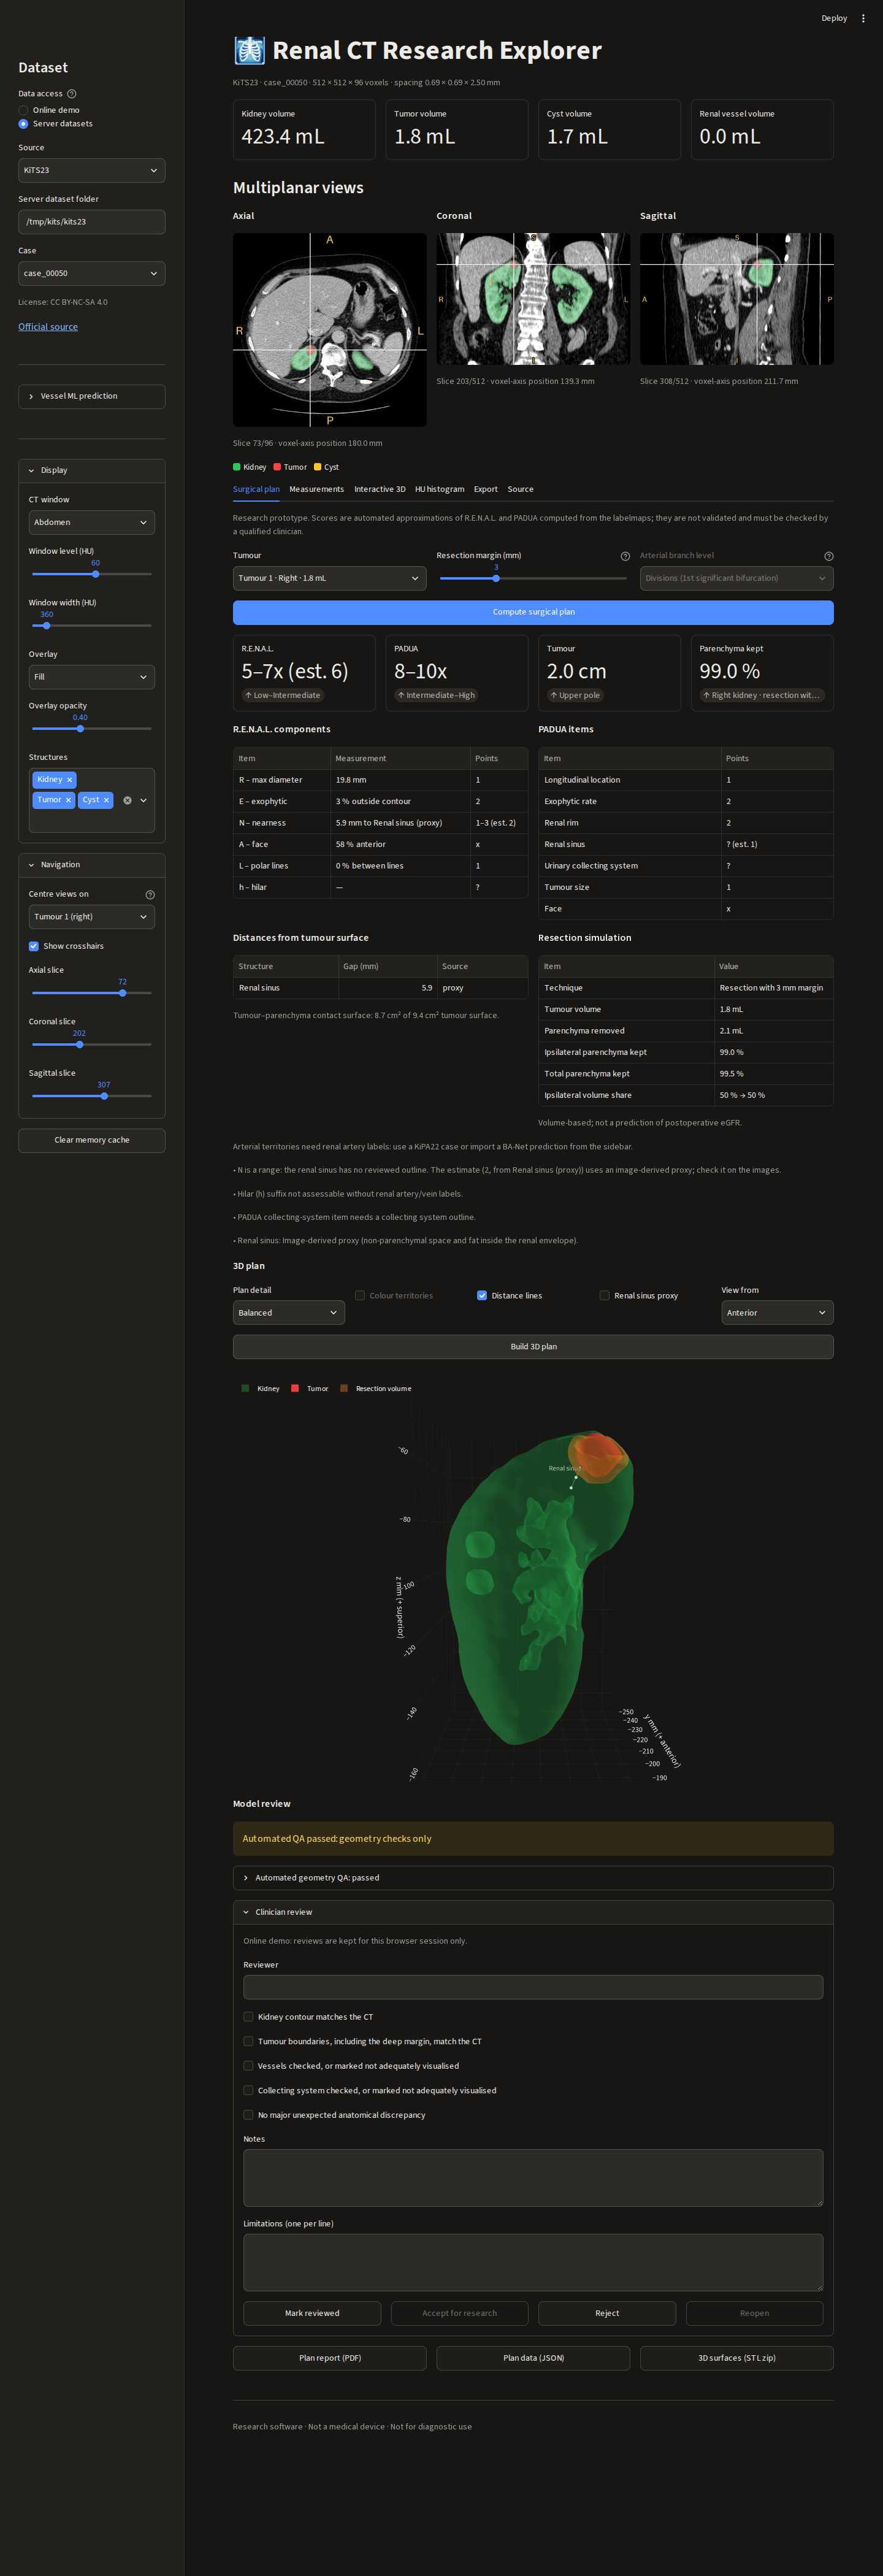 Deploy
Dataset
Data access
Online demo
Server datasets
Source
KiTS23
Server dataset folder
/tmp/kits/kits23
Case
case_00050
License: CC BY-NC-SA 4.0
Official source
Vessel ML prediction
Display
CT window
Abdomen
Window level (HU)
60
Window width (HU)
360
Overlay
Fill
Overlay opacity
0.40
Structures
Kidney
Tumor Cyst
Navigation
Centre views on
Tumour 1 (right)
Show crosshairs
Axial slice
72
Coronal slice
202
Sagittal slice
307
Clear memory cache
Renal CT Research Explorer
KiTS23 · case_00050 · 512 × 512 × 96 voxels · spacing 0.69 × 0.69 × 2.50 mm
Kidney volume
423.4 mL
Tumor volume
1.8 mL
Cyst volume
1.7 mL
Renal vessel volume
0.0 mL
Multiplanar views
Axial
Coronal
Sagittal
A
R
L
P
S
R
L
S
A
P
Slice 203/512 · voxel-axis position 139.3 mm
Slice 308/512 · voxel-axis position 211.7 mm
Slice 73/96 · voxel-axis position 180.0 mm
Kidney Tumor Cyst
Surgical plan Measurements Interactive 3D HU histogram Export Source
Research prototype. Scores are automated approximations of R.E.N.A.L. and PADUA computed from the labelmaps; they are not validated and must be checked by
a qualified clinician.
Tumour
Tumour 1 · Right · 1.8 mL
Resection margin (mm)
3
Arterial branch level
Divisions (1st significant bifurcation)
Compute surgical plan
R.E.N.A.L.
5–7x (est. 6)
↑ Low–Intermediate
PADUA
8–10x
↑ Intermediate–High
Tumour
2.0 cm
↑ Upper pole
Parenchyma kept
99.0 %
↑ Right kidney · resection wit...
R.E.N.A.L. components
Item Measurement Points
R – max diameter 19.8 mm 1
E – exophytic 3 % outside contour 2
N – nearness 5.9 mm to Renal sinus (proxy) 1–3 (est. 2)
A – face 58 % anterior x
L – polar lines 0 % between lines 1
h – hilar — ?
PADUA items
Item Points
Longitudinal location 1
Exophytic rate 2
Renal rim 2
Renal sinus ? (est. 1)
Urinary collecting system ?
Tumour size 1
Face x
Distances from tumour surface
Structure Gap (mm) Source
Renal sinus 5.9 proxy
Tumour–parenchyma contact surface: 8.7 cm² of 9.4 cm² tumour surface.
Resection simulation
Item Value
Technique Resection with 3 mm margin
Tumour volume 1.8 mL
Parenchyma removed 2.1 mL
Ipsilateral parenchyma kept 99.0 %
Total parenchyma kept 99.5 %
Ipsilateral volume share 50 % → 50 %
Volume-based; not a prediction of postoperative eGFR.
Arterial territories need renal artery labels: use a KiPA22 case or import a BA-Net prediction from the sidebar.
• N is a range: the renal sinus has no reviewed outline. The estimate (2, from Renal sinus (proxy)) uses an image-derived proxy; check it on the images.
• Hilar (h) suffix not assessable without renal artery/vein labels.
• PADUA collecting-system item needs a collecting system outline.
• Renal sinus: Image-derived proxy (non-parenchymal space and fat inside the renal envelope).
3D plan
Plan detail
Balanced
Colour territories
Distance lines
Renal sinus proxy
View from
Anterior
Build 3D plan
Kidney Tumor Resection volume
Renal sinus
−60
−80
−100
−120
−140
−160
z mm (+ superior)
−250
−240
−230
−220
−210
−200
−190
y mm (+ anterior)
Model review
Automated QA passed: geometry checks only
Automated geometry QA: passed
Clinician review
Online demo: reviews are kept for this browser session only.
Reviewer
Kidney contour matches the CT
Tumour boundaries, including the deep margin, match the CT
Vessels checked, or marked not adequately visualised
Collecting system checked, or marked not adequately visualised
No major unexpected anatomical discrepancy
Notes
Limitations (one per line)
Mark reviewed
Accept for research
Reject
Reopen
Plan report (PDF)
Plan data (JSON)
3D surfaces (STL zip)
Research software · Not a medical device · Not for diagnostic use